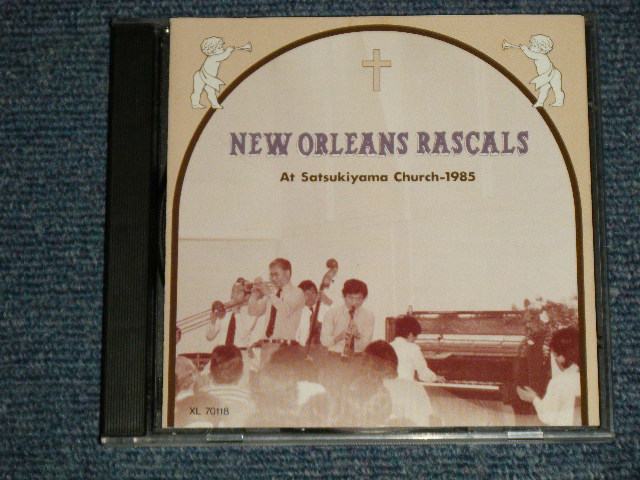 NEW ORLEANS RASCALS
At Satsukiyama Church-1985
XL 70118